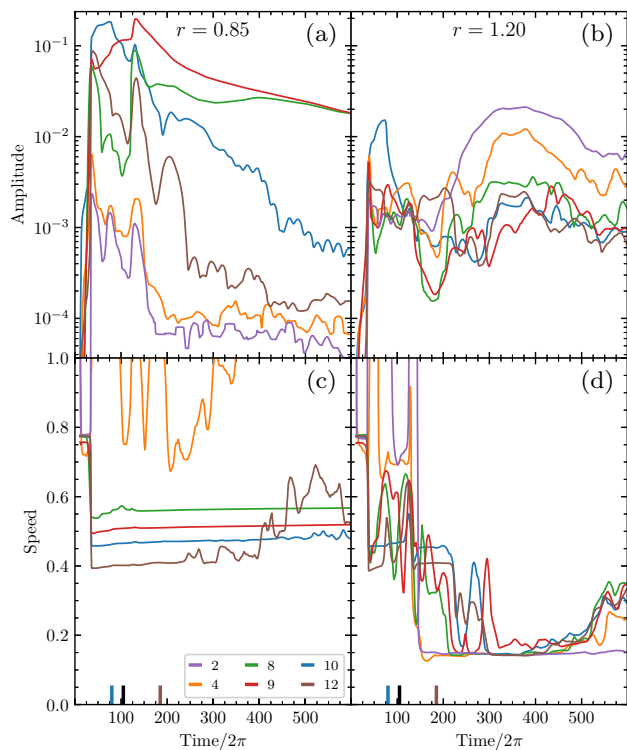 r = 0.85
(a)
r = 1.20
(b)
10⁻¹
10⁻²
10⁻³
10⁻⁴
Amplitude
(c)
(d)
1.0
0.8
0.6
0.4
0.2
0.0
Speed
2
8
10
4
9
12
0 100 200 300 400 500
0 100 200 300 400 500
Time/2π
Time/2π